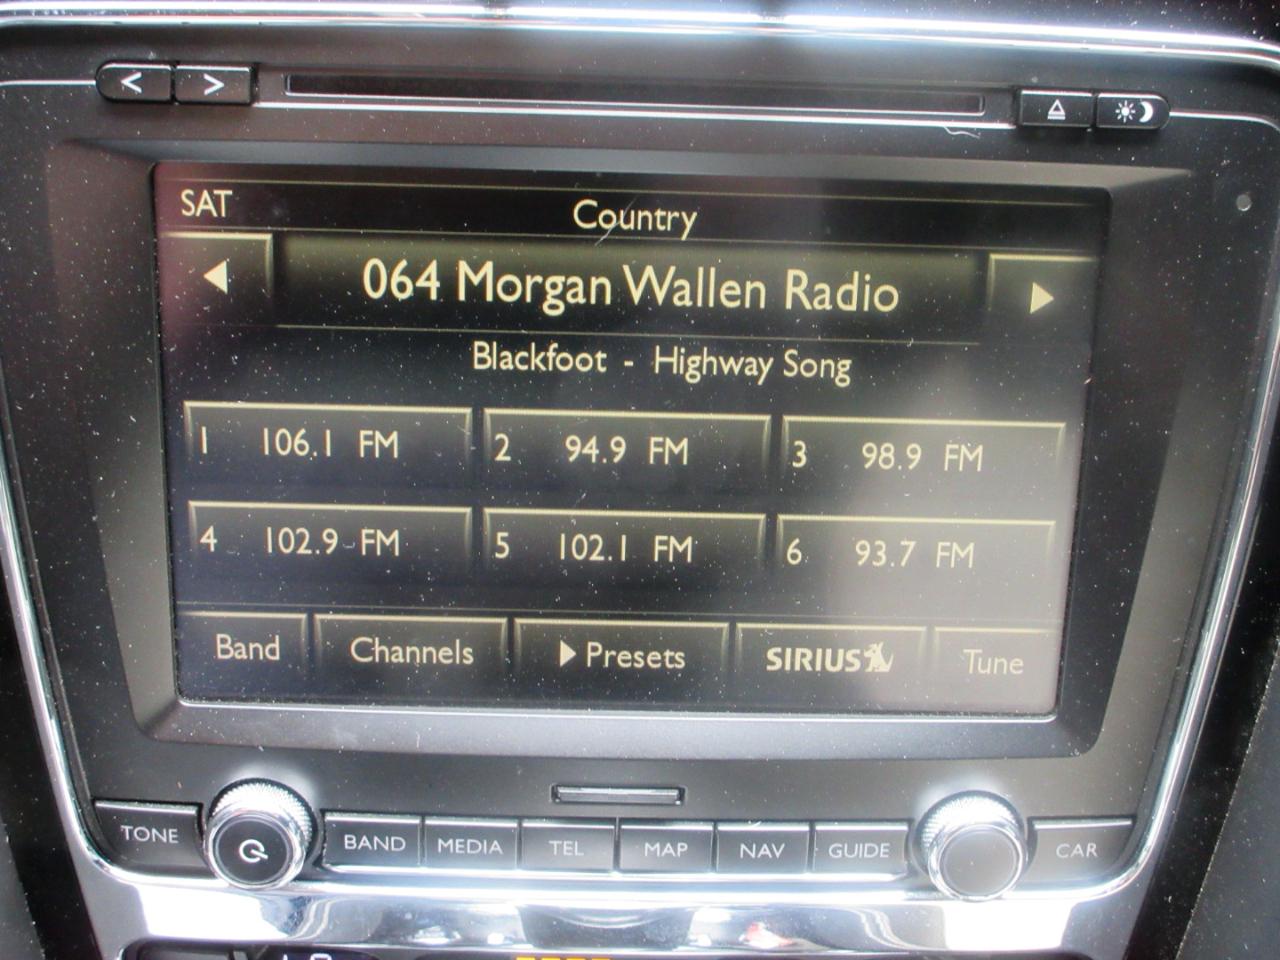 SAT
Country
064 Morgan Wallen Radio
Blackfoot - Highway Song
1 106.1 FM
2 94.9 FM
3 98.9 FM
4 102.9 FM
5 102.1 FM
6 93.7 FM
Band
Channels
Presets
SIRIUS
Tune
TONE
BAND
MEDIA
TEL
MAP
NAV
GUIDE
CAR